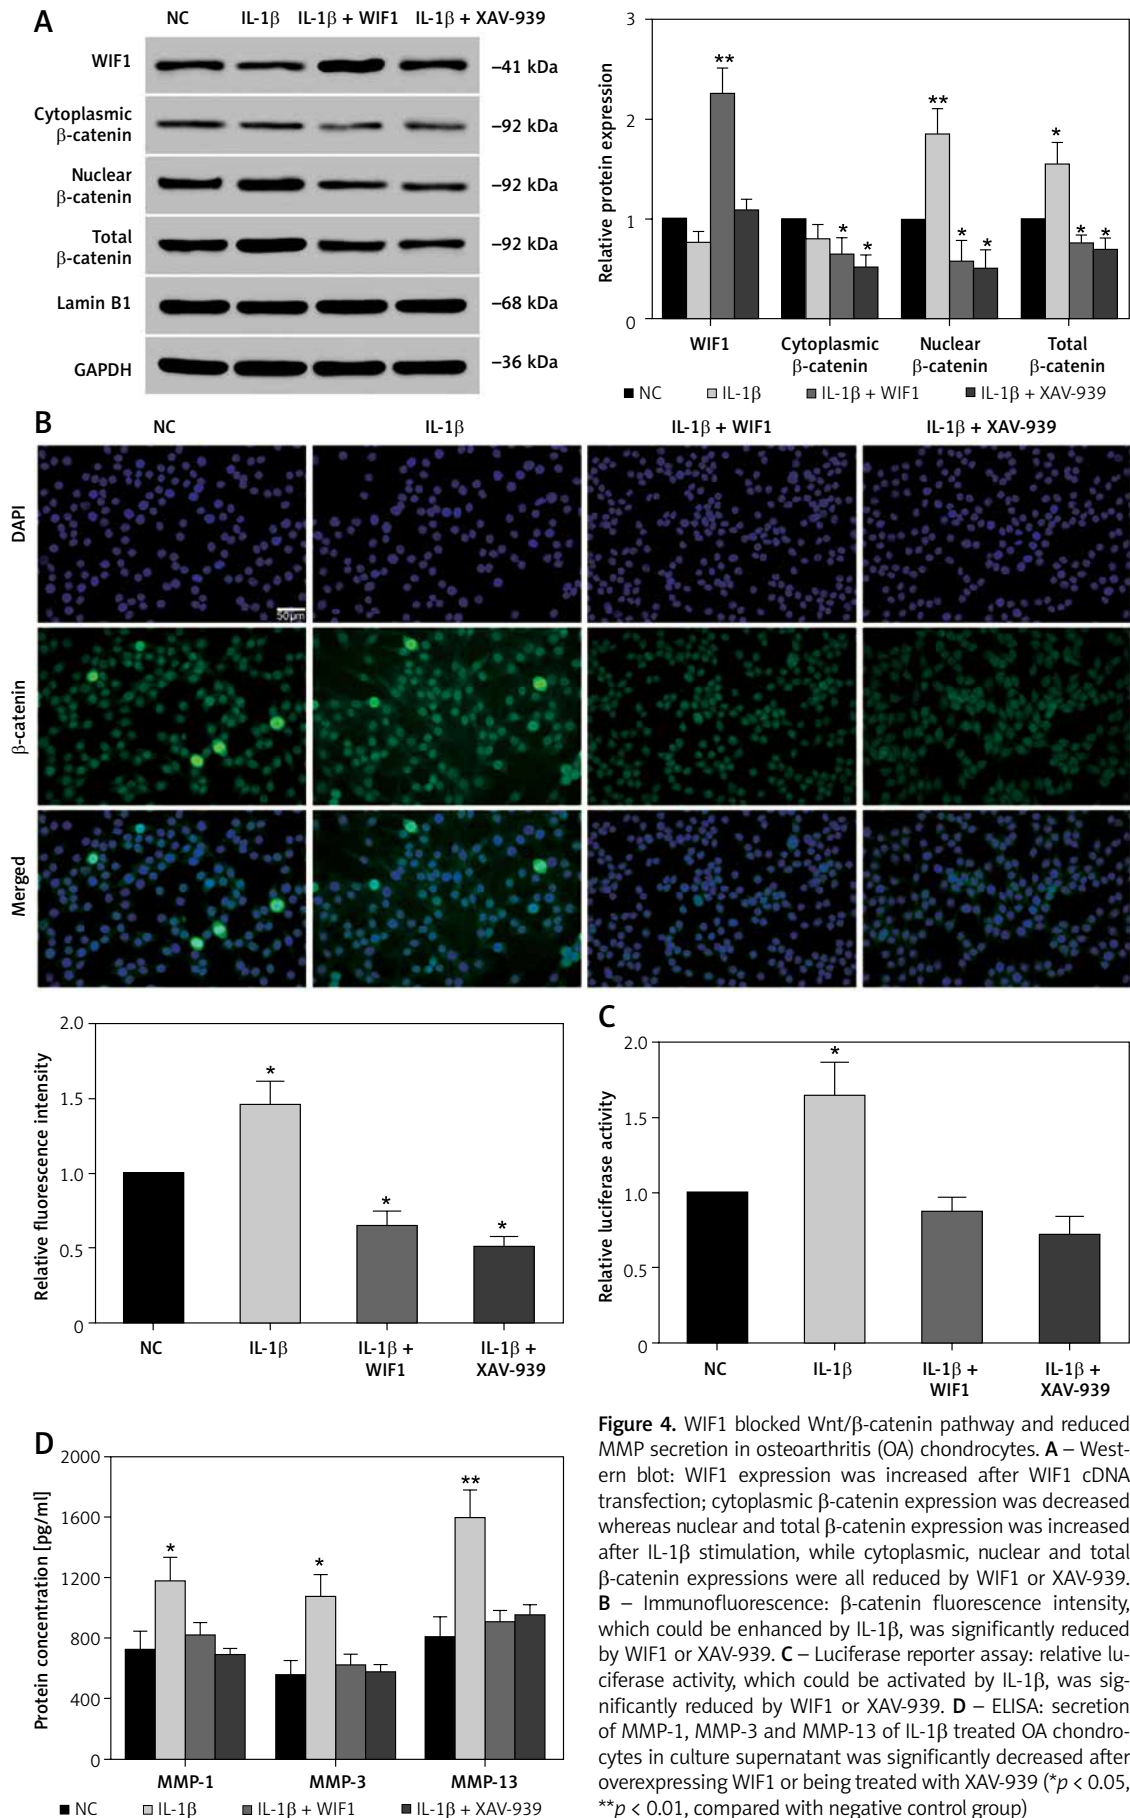 A
NC IL-1β IL-1β + WIF1 IL-1β + XAV-939
WIF1
–41 kDa
Cytoplasmic
β-catenin
–92 kDa
Nuclear
β-catenin
–92 kDa
Total
β-catenin
–92 kDa
Lamin B1
–68 kDa
GAPDH
–36 kDa
Relative protein expression
3
2
1
0
**
*
*
**
*
*
*
*
*
WIF1
Cytoplasmic
β-catenin
Nuclear
β-catenin
Total
β-catenin
NC IL-1β IL-1β + WIF1 IL-1β + XAV-939
B
NC IL-1β IL-1β + WIF1 IL-1β + XAV-939
DAPI
50 μm
β-catenin
Merged
Relative fluorescence intensity
2.0
1.5
1.0
0.5
0
*
*
*
NC
IL-1β
IL-1β +
WIF1
IL-1β +
XAV-939
C
Relative luciferase activity
2.0
1.5
1.0
0.5
0
*
NC
IL-1β
IL-1β +
WIF1
IL-1β +
XAV-939
D
Protein concentration [pg/ml]
2000
1600
1200
800
400
0
*
*
**
MMP-1 MMP-3 MMP-13
NC IL-1β IL-1β + WIF1 IL-1β + XAV-939
Figure 4. WIF1 blocked Wnt/β-catenin pathway and reduced
MMP secretion in osteoarthritis (OA) chondrocytes. A – West-
ern blot: WIF1 expression was increased after WIF1 cDNA
transfection; cytoplasmic β-catenin expression was decreased
whereas nuclear and total β-catenin expression was increased
after IL-1β stimulation, while cytoplasmic, nuclear and total
β-catenin expressions were all reduced by WIF1 or XAV-939.
B – Immunofluorescence: β-catenin fluorescence intensity,
which could be enhanced by IL-1β, was significantly reduced
by WIF1 or XAV-939. C – Luciferase reporter assay: relative lu-
ciferase activity, which could be activated by IL-1β, was sig-
nificantly reduced by WIF1 or XAV-939. D – ELISA: secretion
of MMP-1, MMP-3 and MMP-13 of IL-1β treated OA chondro-
cytes in culture supernatant was significantly decreased after
overexpressing WIF1 or being treated with XAV-939 (*p < 0.05,
**p < 0.01, compared with negative control group)